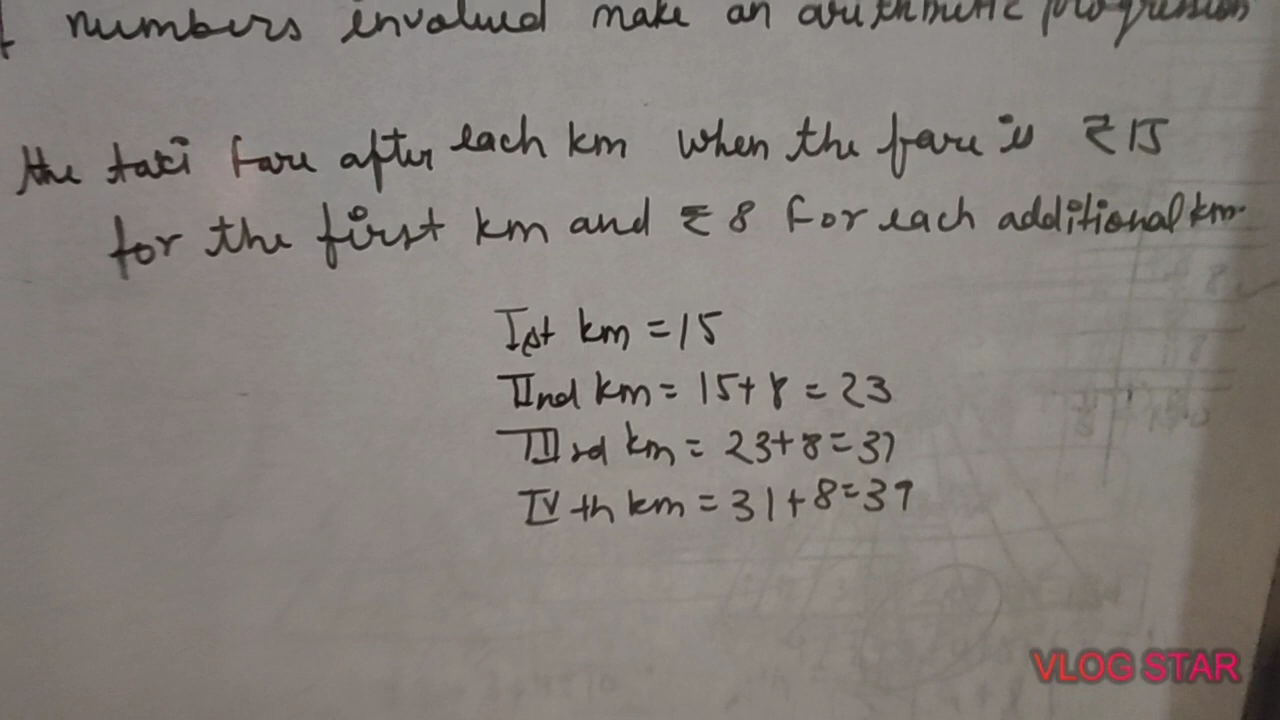 numbers involved make an arithmetic progression
the taxi fare after each km when the fare is ₹15
for the first km and ₹8 for each additional km.
Ist km = 15
IInd km = 15+8 = 23
IIIrd km = 23+8=31
IVth km = 31+8=39
VLOG STAR